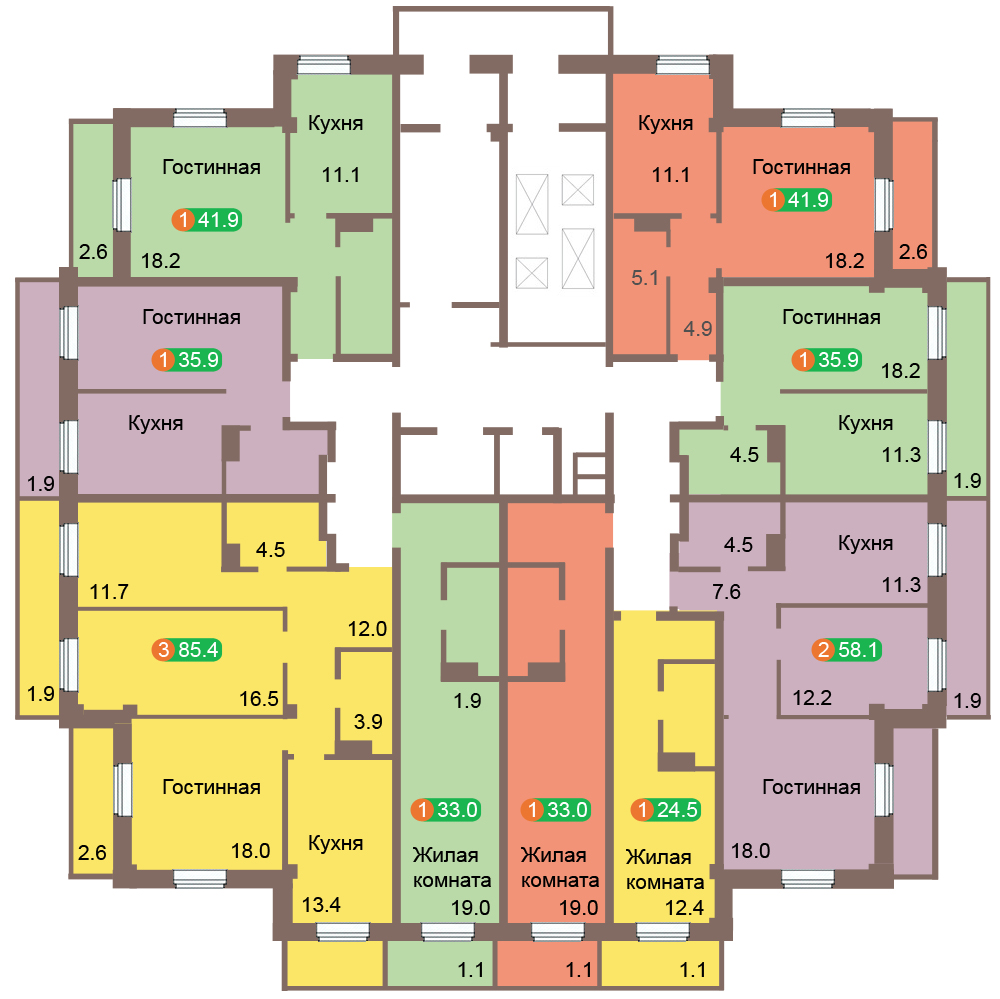 Кухня
11.1
Гостинная
1 41.9
18.2
2.6
Кухня
11.1
Гостинная
1 41.9
18.2
2.6
5.1
4.9
Гостинная
1 35.9
Кухня
1.9
Гостинная
1 35.9
18.2
Кухня
11.3
4.5
1.9
4.5
11.7
12.0
3 85.4
16.5
1.9
3.9
Гостинная
18.0
2.6
Кухня
13.4
1.9
1 33.0
Жилая
комната
19.0
1.1
1 33.0
Жилая
комната
19.0
1.1
1 24.5
Жилая
комната
12.4
1.1
4.5
Кухня
11.3
7.6
2 58.1
12.2
1.9
Гостинная
18.0